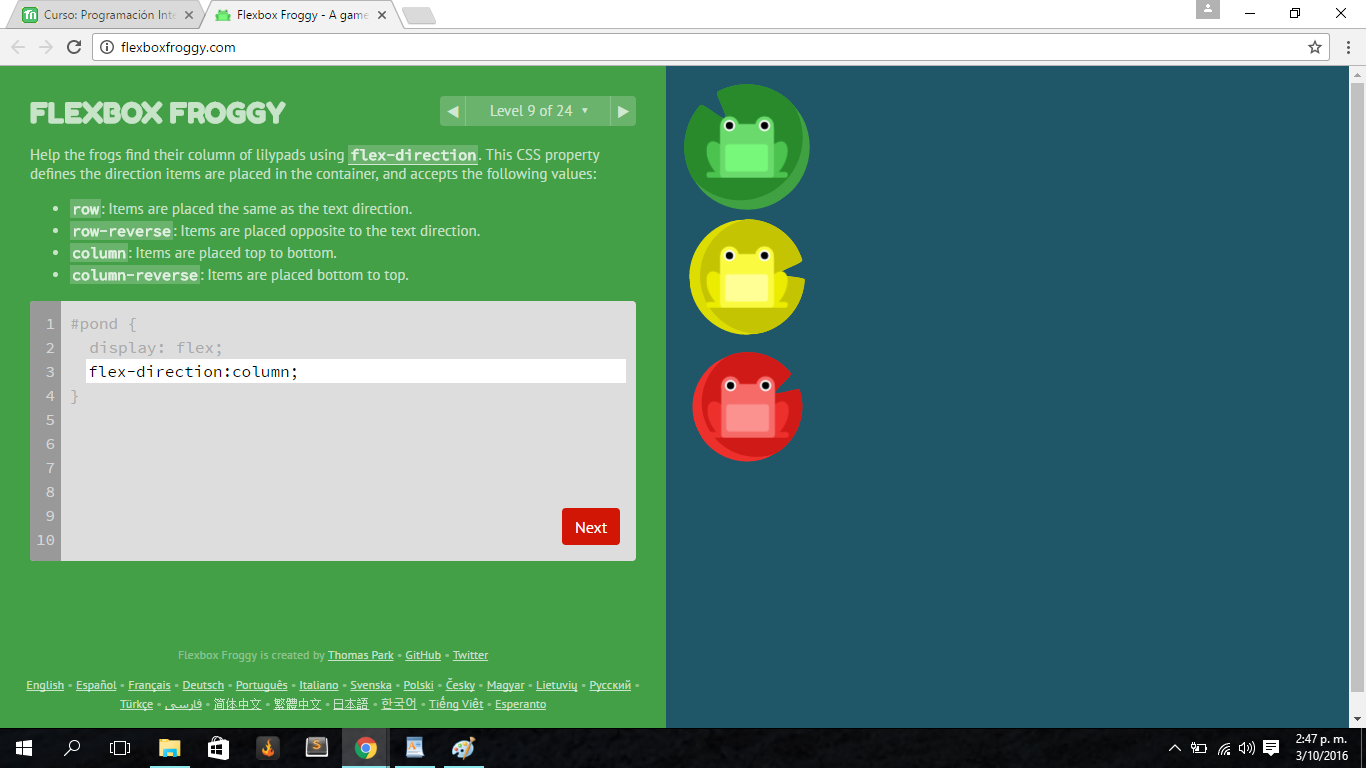 Curso: Programación Inte
Flexbox Froggy - A game
flexboxfroggy.com
FLEXBOX FROGGY
◀ Level 9 of 24 ▼ ▶
Help the frogs find their column of lilypads using flex-direction. This CSS property
defines the direction items are placed in the container, and accepts the following values:
• row: Items are placed the same as the text direction.
• row-reverse: Items are placed opposite to the text direction.
• column: Items are placed top to bottom.
• column-reverse: Items are placed bottom to top.
1 #pond {
2 display: flex;
3 flex-direction:column;
4 }
5
6
7
8
9
10
Next
Flexbox Froggy is created by Thomas Park • GitHub • Twitter
English • Español • Français • Deutsch • Português • Italiano • Svenska • Polski • Česky • Magyar • Lietuvių • Русский •
Türkçe • فارسی • 简体中文 • 繁體中文 • 日本語 • 한국어 • Tiếng Việt • Esperanto
2:47 p. m.
3/10/2016